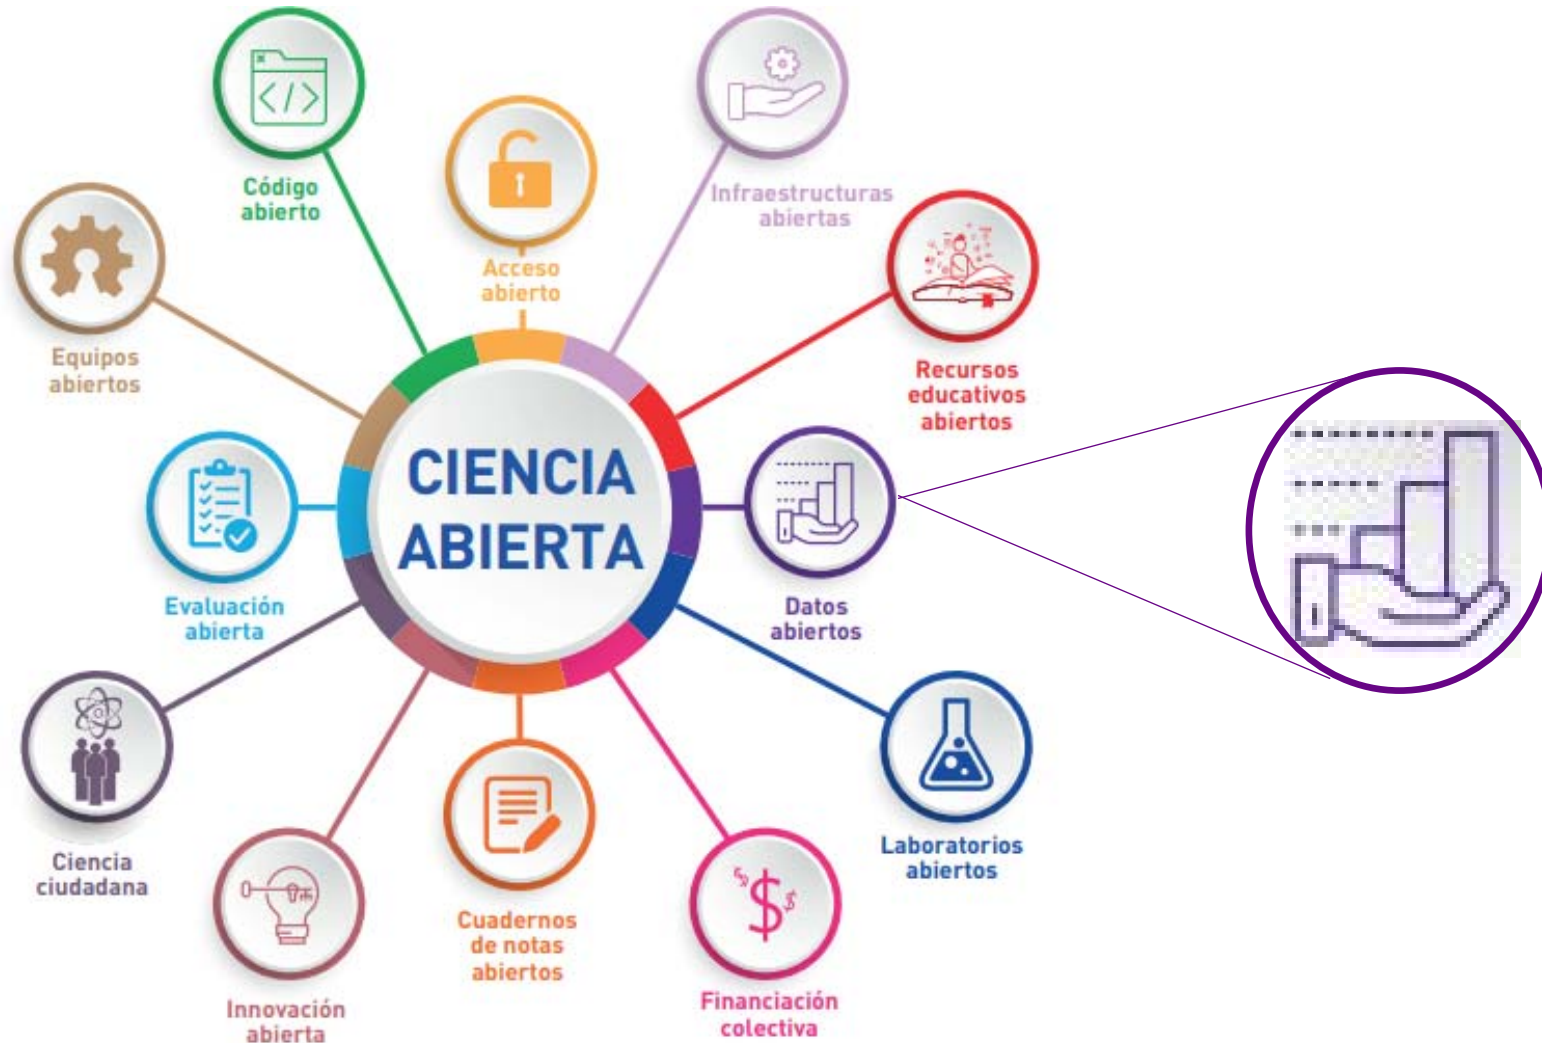 Código
abierto
Acceso
abierto
Infraestructuras
abiertas
Recursos
educativos
abiertos
Equipos
abiertos
CIENCIA
ABIERTA
Evaluación
abierta
Datos
abiertos
Ciencia
ciudadana
Laboratorios
abiertos
Cuadernos
de notas
abiertos
Innovación
abierta
Financiación
colectiva